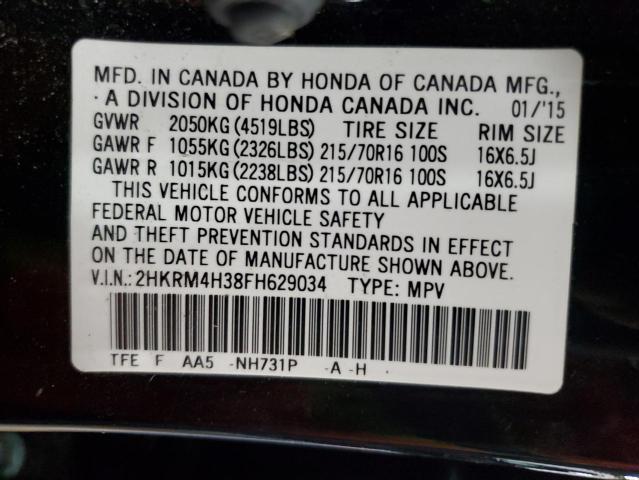 MFD. IN CANADA BY HONDA OF CANADA MFG.,
· A DIVISION OF HONDA CANADA INC. 01/'15
GVWR 2050KG (4519LBS) TIRE SIZE RIM SIZE
GAWR F 1055KG (2326LBS) 215/70R16 100S 16X6.5J
GAWR R 1015KG (2238LBS) 215/70R16 100S 16X6.5J
THIS VEHICLE CONFORMS TO ALL APPLICABLE
FEDERAL MOTOR VEHICLE SAFETY
AND THEFT PREVENTION STANDARDS IN EFFECT
ON THE DATE OF MANUFACTURE SHOWN ABOVE.
V.I.N.: 2HKRM4H38FH629034 TYPE: MPV
TFE F AA5 -NH731P -A -H